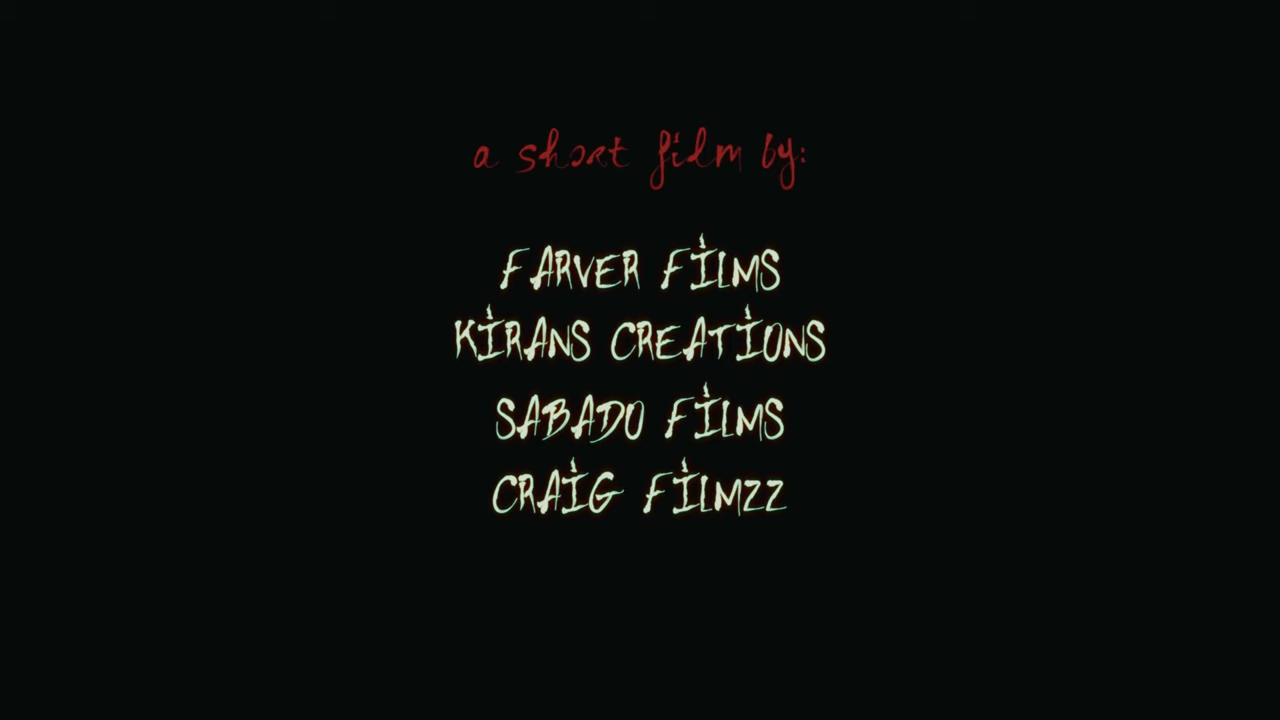 a short film by:
FARVER FILMS
KIRANS CREATIONS
SABADO FILMS
CRAIG FILMZZ